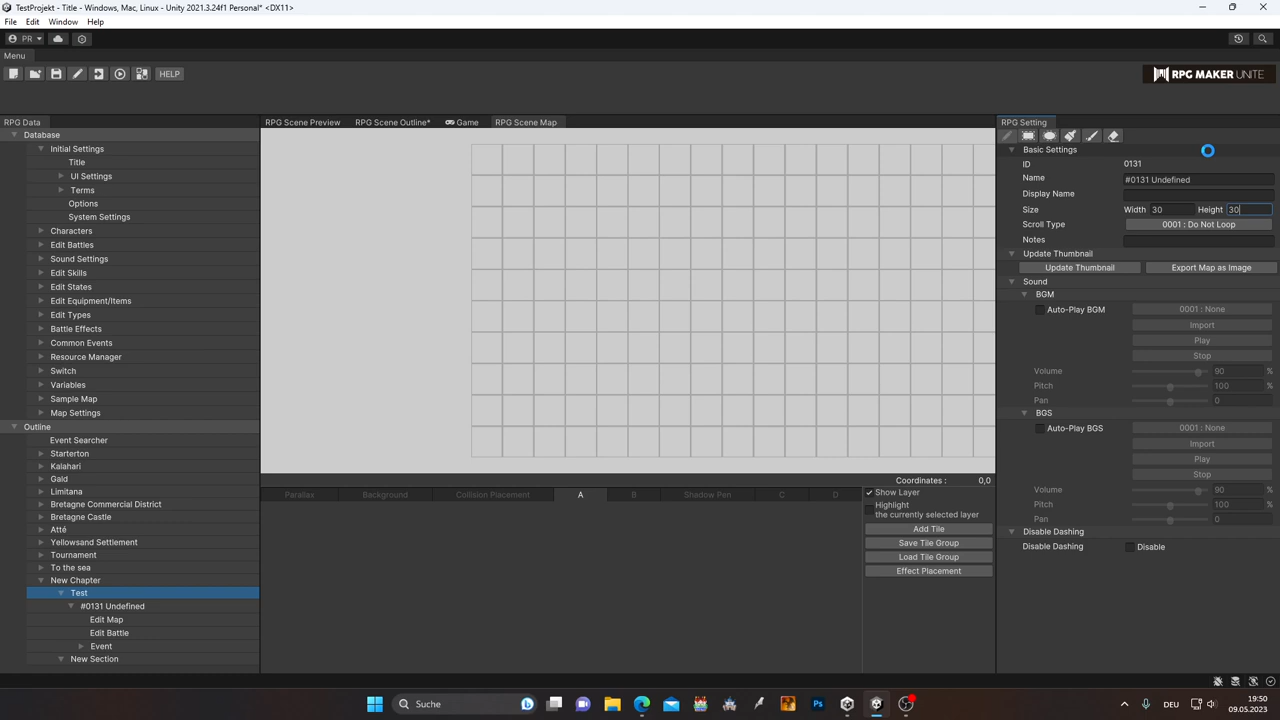 TestProjekt - Title - Windows, Mac, Linux - Unity 2021.3.24f1 Personal* <DX11>
File Edit Window Help
PR
Menu
HELP
RPG MAKER UNITE
RPG Data
Database
Initial Settings
Title
UI Settings
Terms
Options
System Settings
Characters
Edit Battles
Sound Settings
Edit Skills
Edit States
Edit Equipment/Items
Edit Types
Battle Effects
Common Events
Resource Manager
Switch
Variables
Sample Map
Map Settings
Outline
Event Searcher
Starterton
Kalahari
Gald
Limitana
Bretagne Commercial District
Bretagne Castle
Atté
Yellowsand Settlement
Tournament
To the sea
New Chapter
Test
#0131 Undefined
Edit Map
Edit Battle
Event
New Section
RPG Scene Preview RPG Scene Outline* Game RPG Scene Map
Coordinates : 0,0
Parallax Background Collision Placement A B Shadow Pen C D
Show Layer
Highlight
the currently selected layer
Add Tile
Save Tile Group
Load Tile Group
Effect Placement
RPG Setting
Basic Settings
ID 0131
Name #0131 Undefined
Display Name
Size Width 30 Height 30
Scroll Type 0001 : Do Not Loop
Notes
Update Thumbnail
Update Thumbnail Export Map as Image
Sound
BGM
Auto-Play BGM 0001 : None
Import
Play
Stop
Volume 90 %
Pitch 100 %
Pan 0
BGS
Auto-Play BGS 0001 : None
Import
Play
Stop
Volume 90 %
Pitch 100 %
Pan 0
Disable Dashing
Disable Dashing Disable
Suche
DEU
19:50
09.05.2023